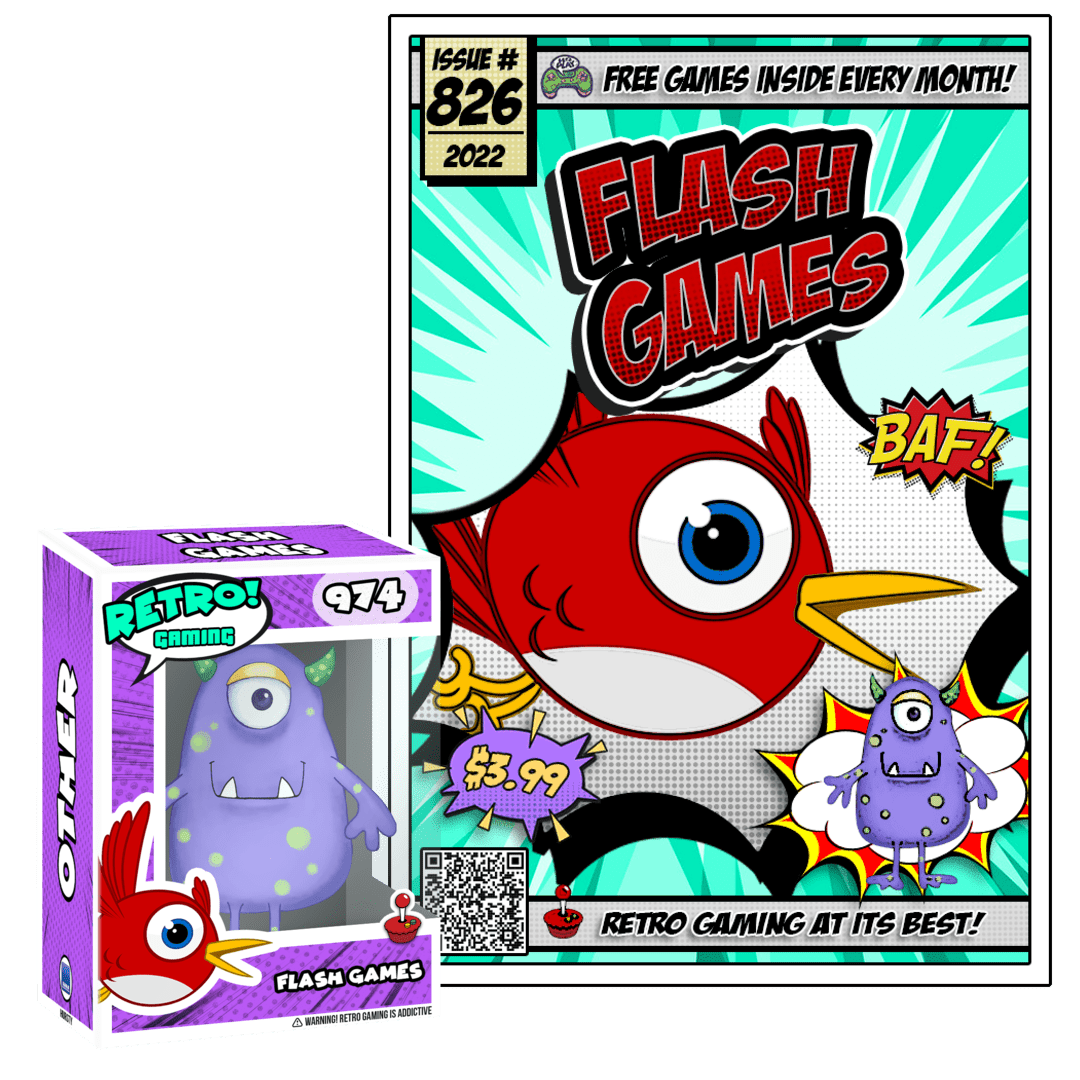 ISSUE #
826
2022
FREE GAMES INSIDE EVERY MONTH!
FLASH
GAMES
BAF!
$3.99
RETRO GAMING AT ITS BEST!
FLASH
GAMES
RETRO!
GAMING
974
OTHER
FLASH GAMES
WARNING! RETRO GAMING IS ADDICTIVE